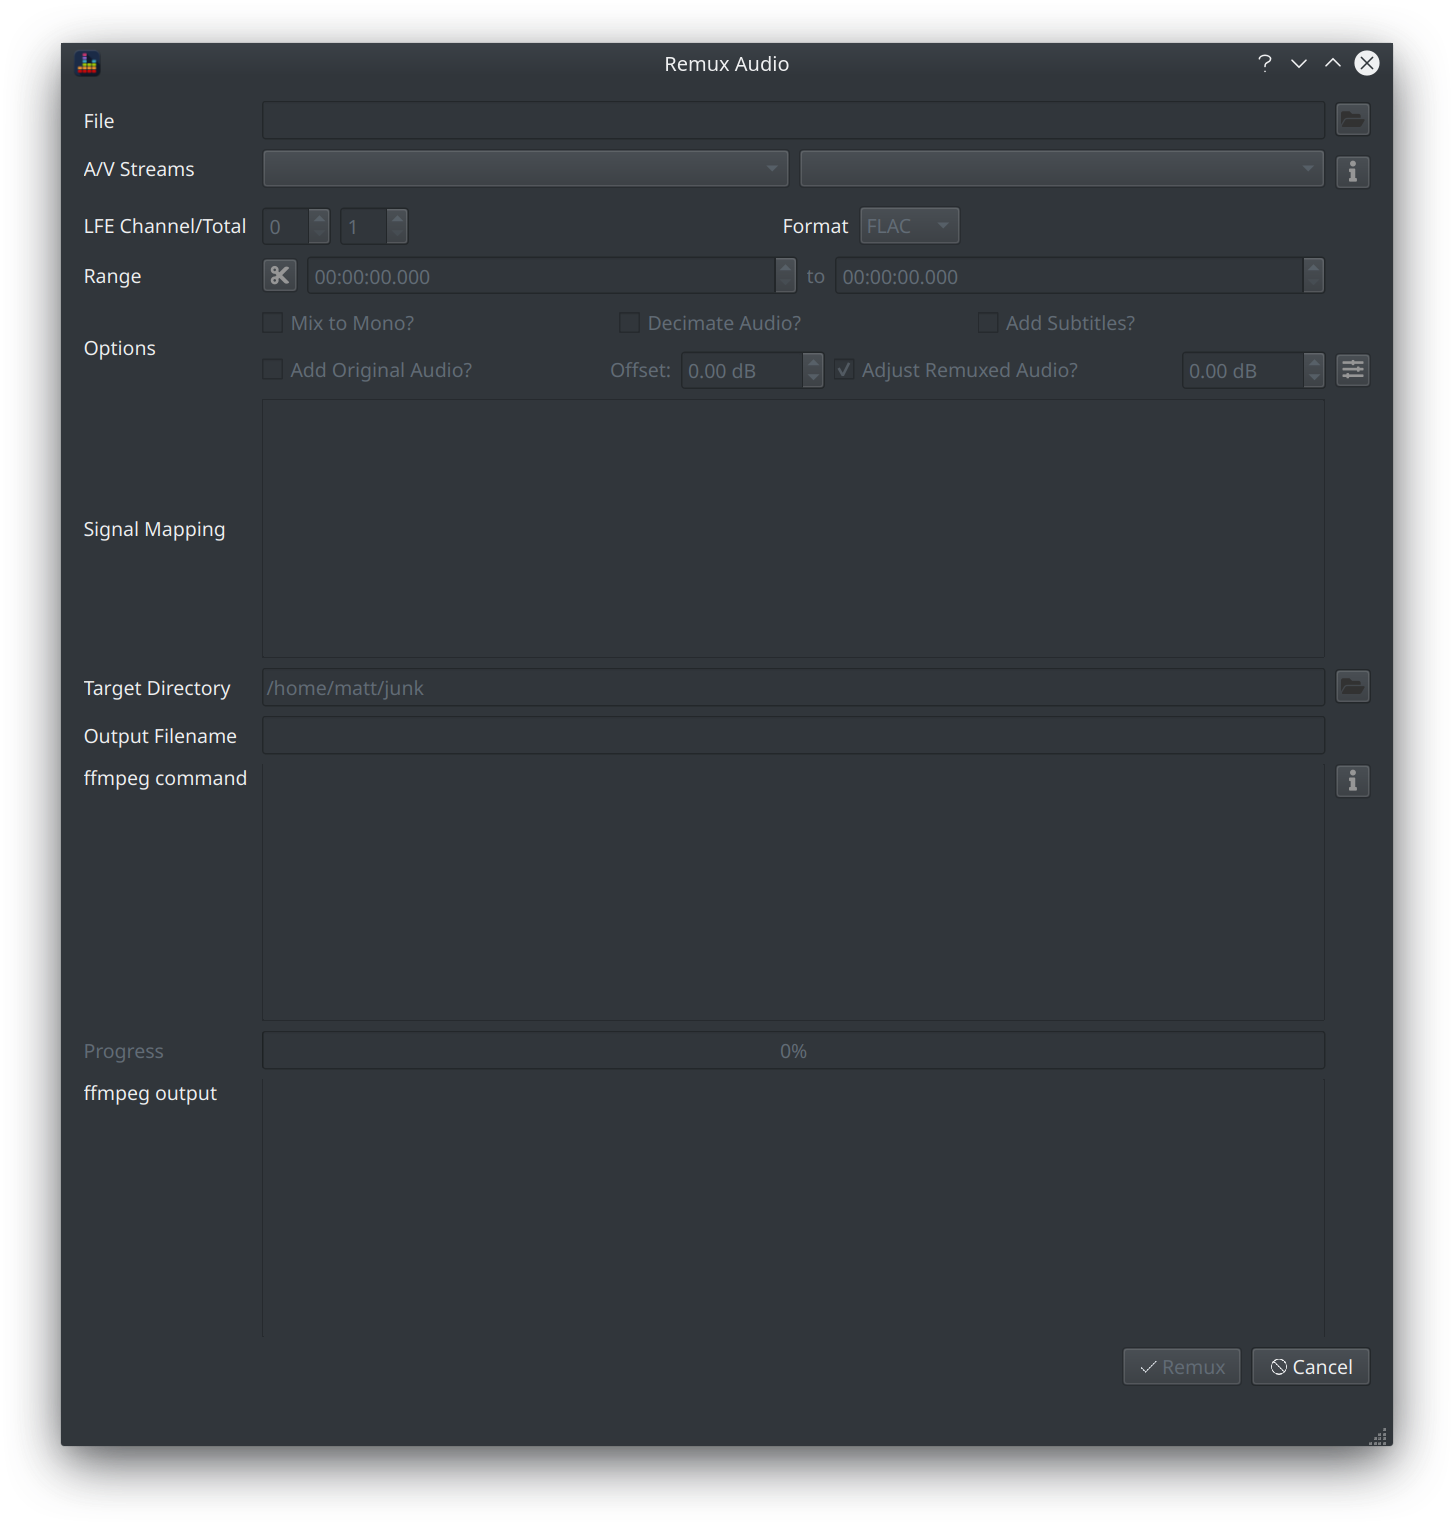 Remux Audio
File
A/V Streams
LFE Channel/Total 0 1 Format FLAC
Range 00:00:00.000 to 00:00:00.000
Mix to Mono? Decimate Audio? Add Subtitles?
Options
Add Original Audio? Offset: 0.00 dB Adjust Remuxed Audio? 0.00 dB
Signal Mapping
Target Directory /home/matt/junk
Output Filename
ffmpeg command
Progress 0%
ffmpeg output
Remux Cancel